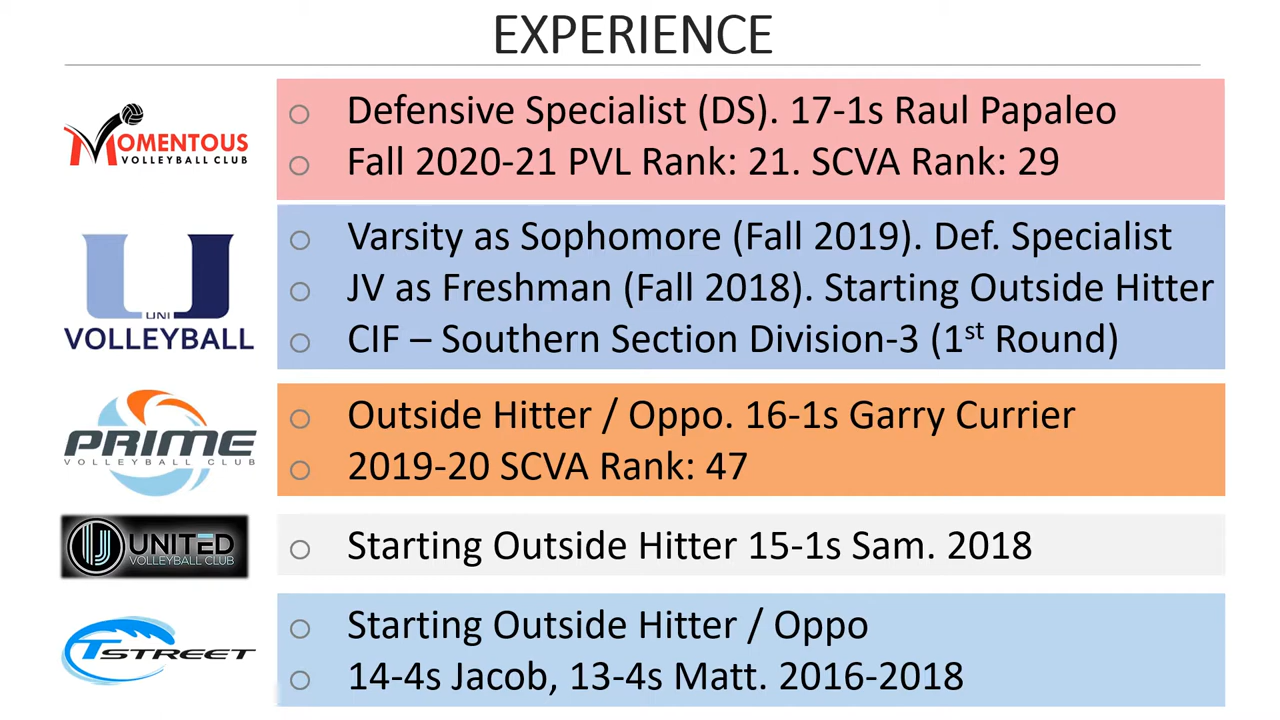 EXPERIENCE
MOMENTOUS
VOLLEYBALL CLUB
o Defensive Specialist (DS). 17-1s Raul Papaleo
o Fall 2020-21 PVL Rank: 21. SCVA Rank: 29
U
UNI
VOLLEYBALL
o Varsity as Sophomore (Fall 2019). Def. Specialist
o JV as Freshman (Fall 2018). Starting Outside Hitter
o CIF – Southern Section Division-3 (1st Round)
PRIME
VOLLEYBALL CLUB
o Outside Hitter / Oppo. 16-1s Garry Currier
o 2019-20 SCVA Rank: 47
UNITED
VOLLEYBALL CLUB
o Starting Outside Hitter 15-1s Sam. 2018
TSTREET
o Starting Outside Hitter / Oppo
o 14-4s Jacob, 13-4s Matt. 2016-2018